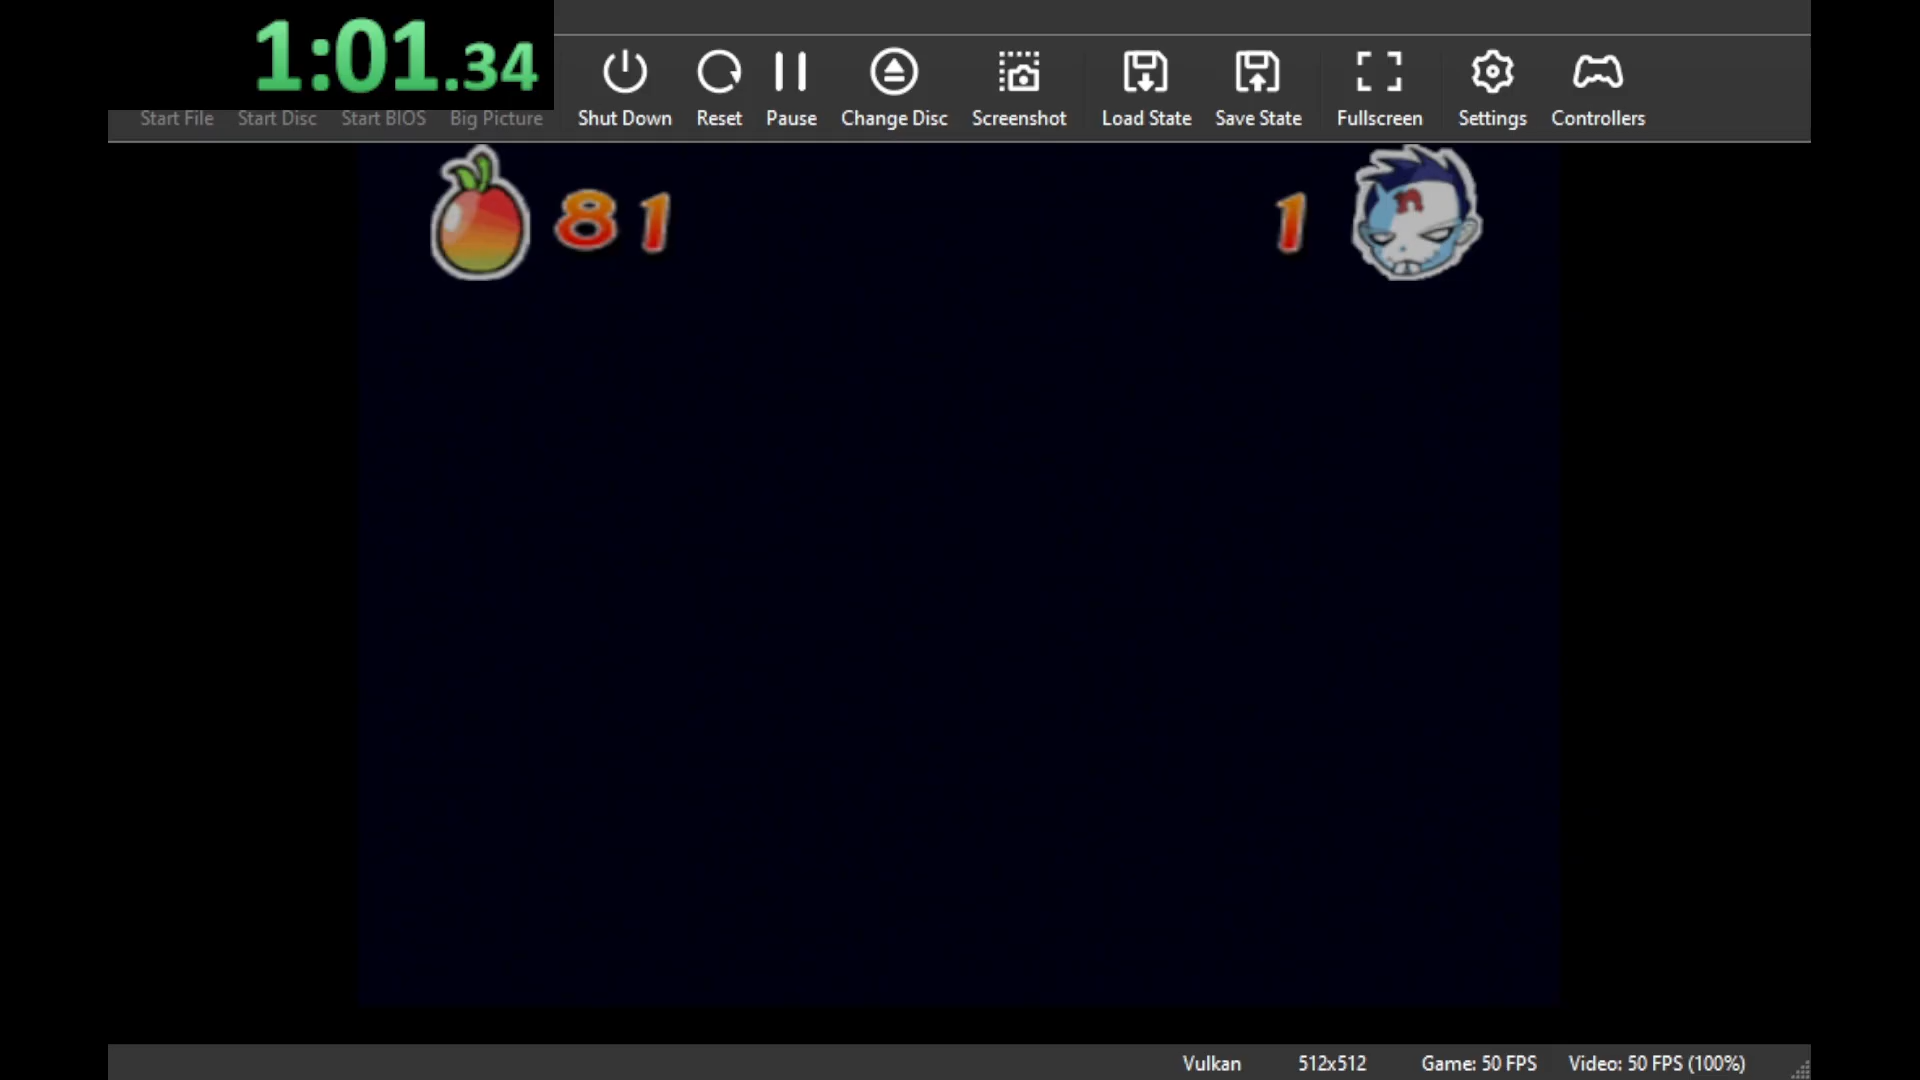 1:01.34
Start File Start Disc Start BIOS Big Picture Shut Down Reset Pause Change Disc Screenshot Load State Save State Fullscreen Settings Controllers
81 1
Vulkan 512x512 Game: 50 FPS Video: 50 FPS (100%)